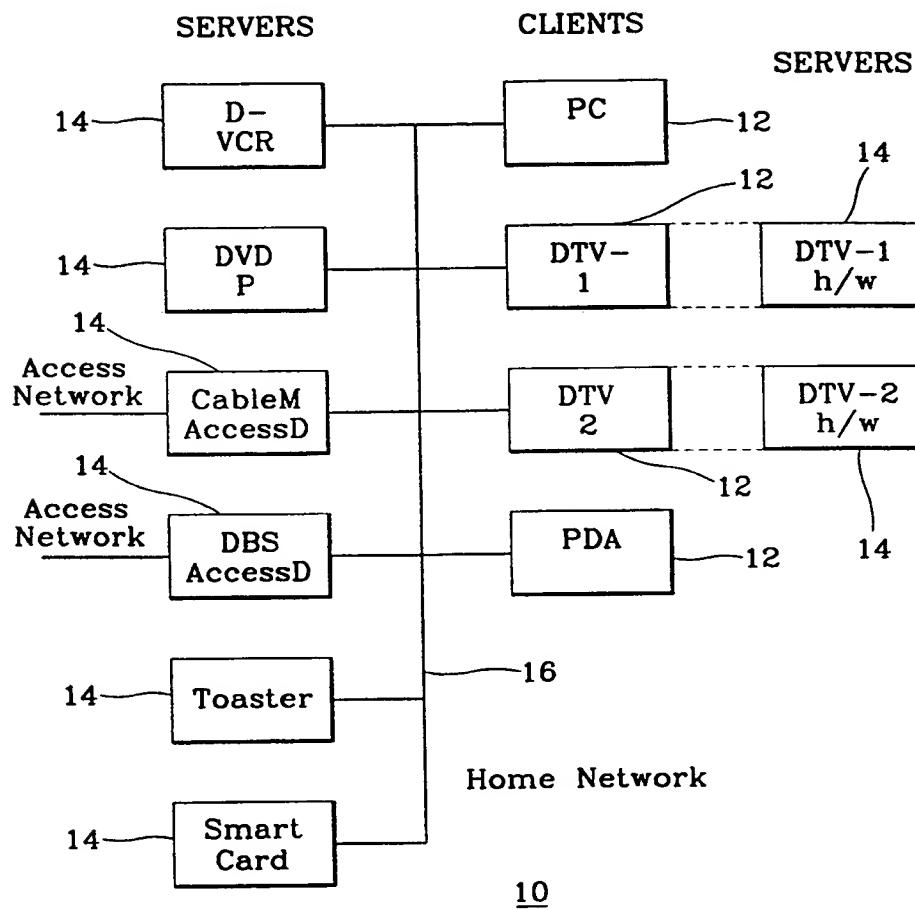 SERVERS
CLIENTS
SERVERS
14
D-
VCR
PC
12
14
DVD
P
12
DTV-
1
14
DTV-1
h/w
14
Access
Network
CableM
AccessD
DTV
2
12
DTV-2
h/w
14
14
Access
Network
DBS
AccessD
PDA
12
16
14
Toaster
Home Network
14
Smart
Card
10